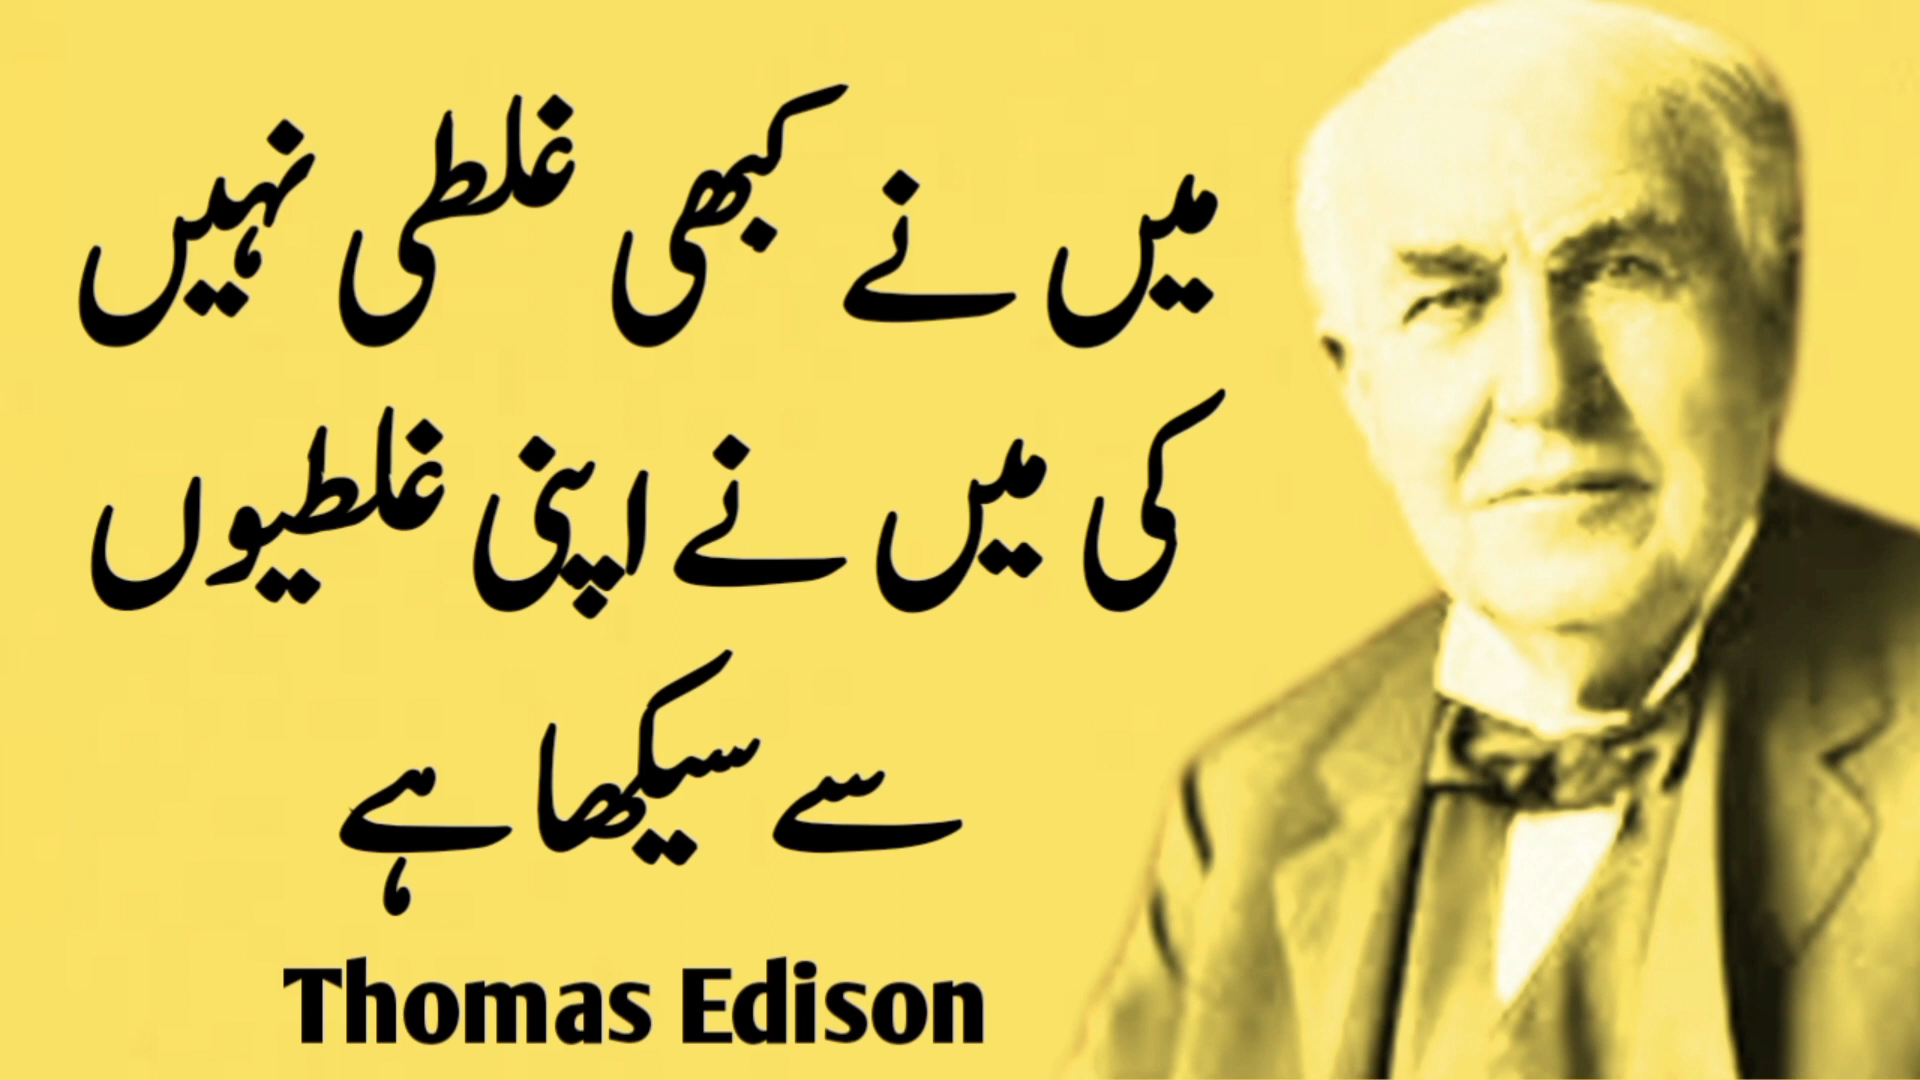 میں نے کبھی غلطی نہیں
کی میں نے اپنی غلطیوں
سے سیکھا ہے
Thomas Edison